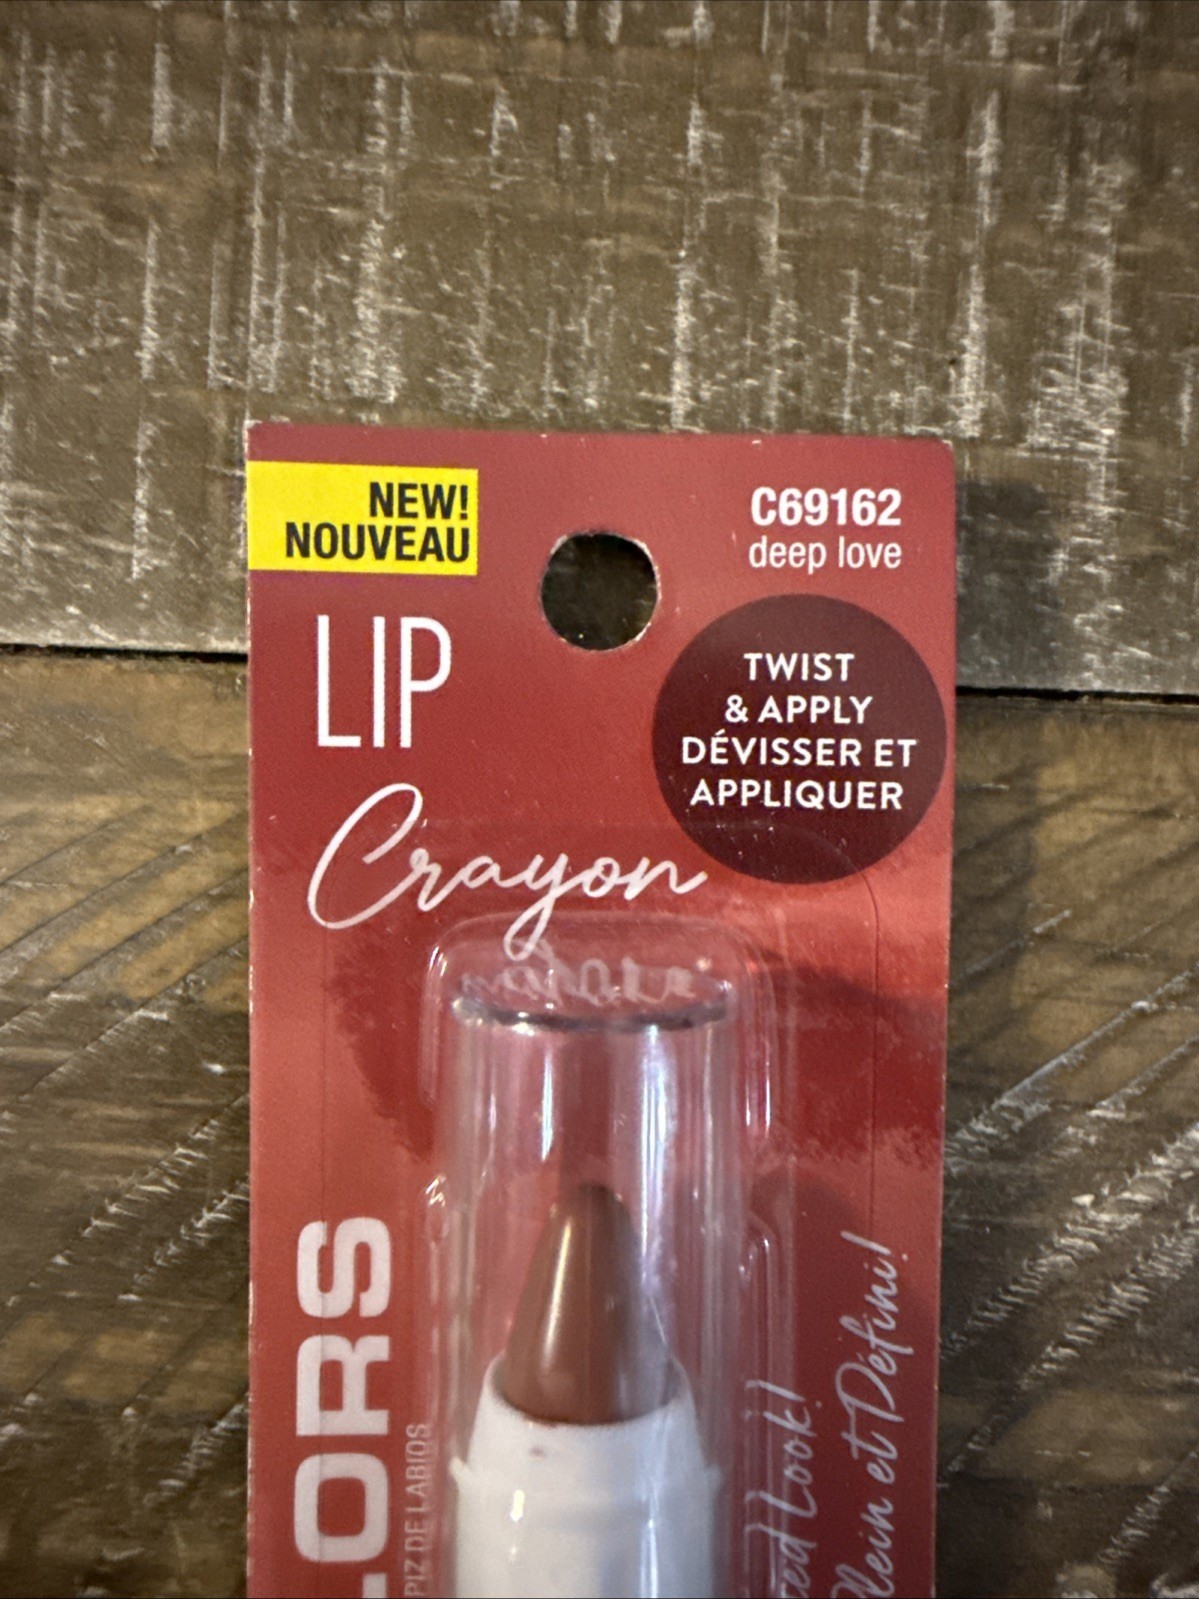 NEW!
NOUVEAU
C69162
deep love
LIP
Crayon
TWIST
& APPLY
DÉVISSER ET
APPLIQUER
LORS
PIZ DE LABIOS
Look!
Plein et Défini!